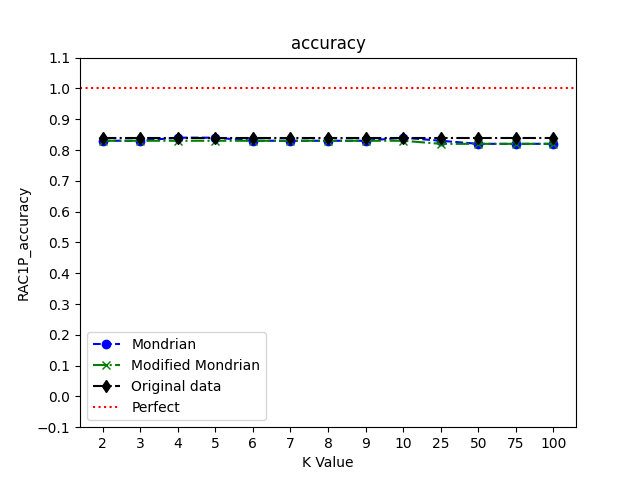 accuracy
1.1
1.0
0.9
0.8
0.7
0.6
0.5
0.4
0.3
0.2
0.1
0.0
−0.1
RAC1P_accuracy
Mondrian
Modified Mondrian
Original data
Perfect
2 3 4 5 6 7 8 9 10 25 50 75 100
K Value